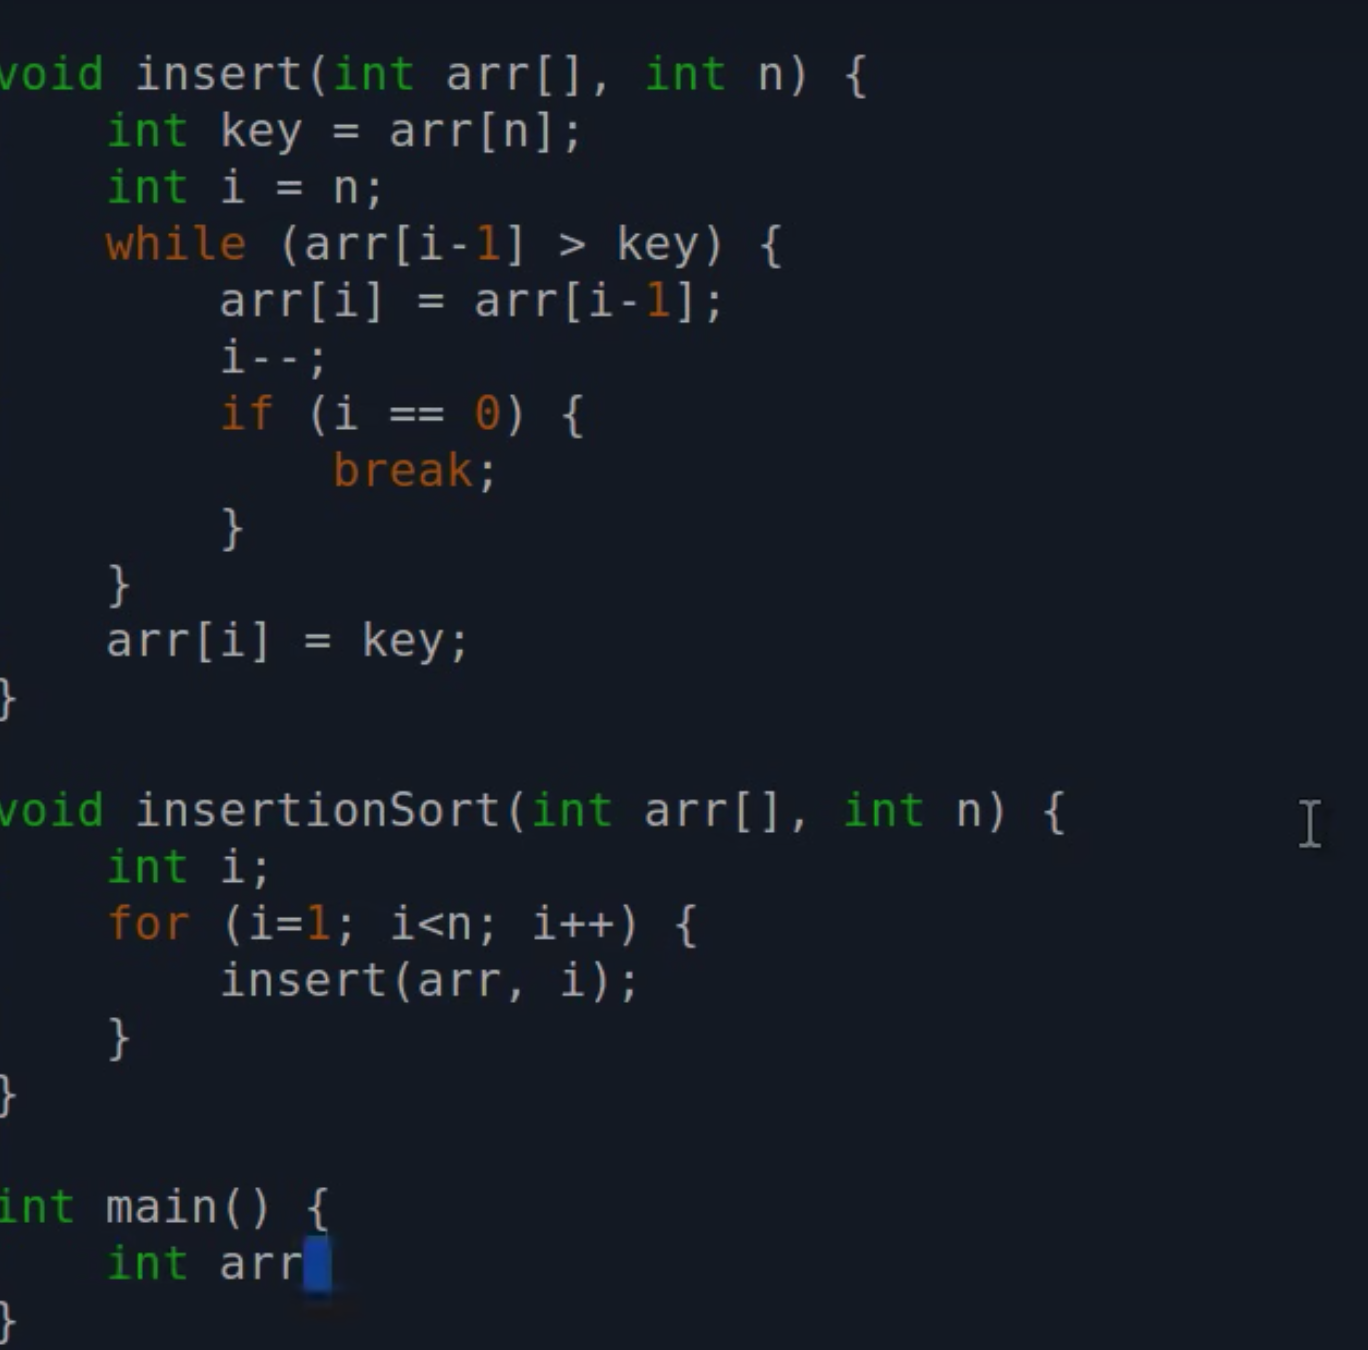 void insert(int arr[], int n) {
    int key = arr[n];
    int i = n;
    while (arr[i-1] > key) {
        arr[i] = arr[i-1];
        i--;
        if (i == 0) {
            break;
        }
    }
    arr[i] = key;
}

void insertionSort(int arr[], int n) {
    int i;
    for (i=1; i<n; i++) {
        insert(arr, i);
    }
}

int main() {
    int arr
}